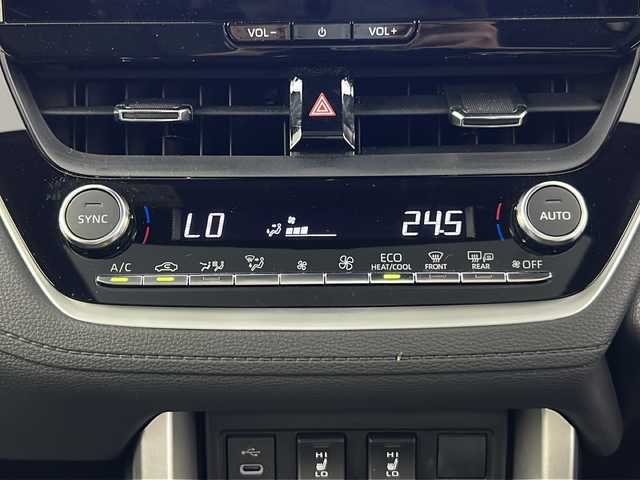 VOL- VOL+
SYNC LO 24.5 AUTO
A/C ECO HEAT/COOL FRONT REAR OFF
HI LO HI LO